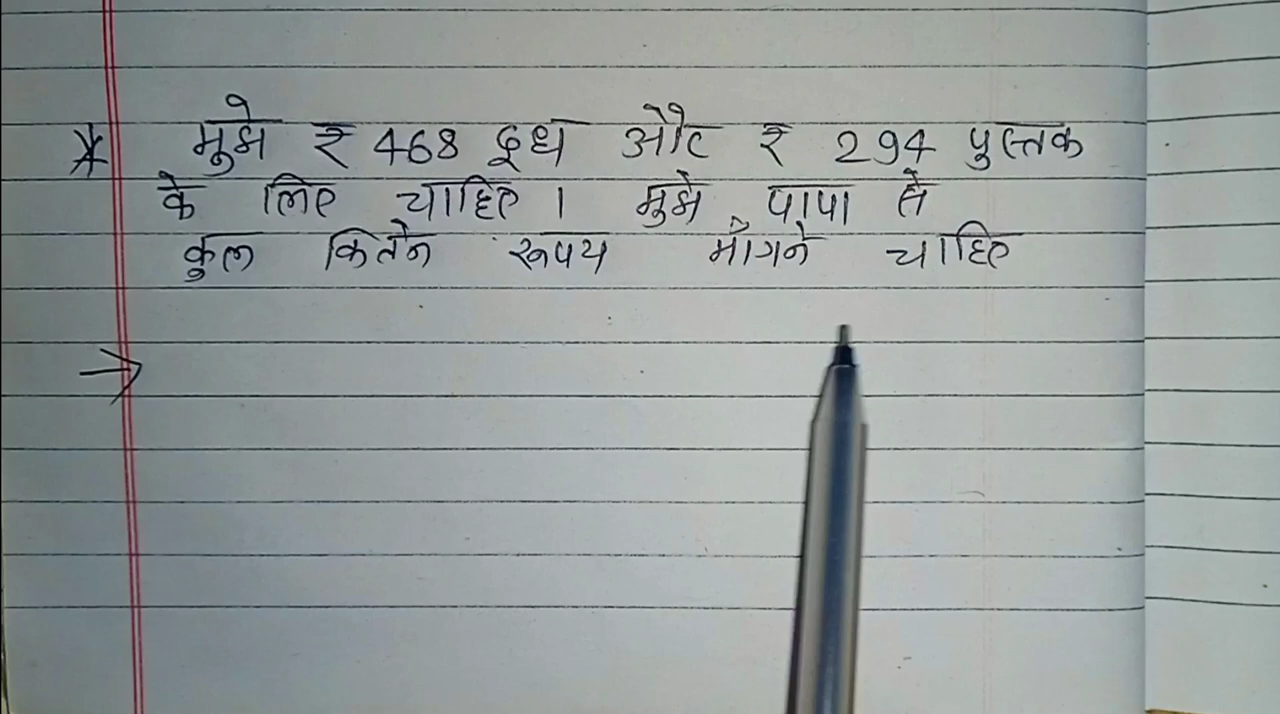 * मुझे ₹ 468 दूध और ₹ 294 पुस्तक
के लिए चाहिए । मुझे पापा से
कुल कितने रूपय माँगने चाहिए
→